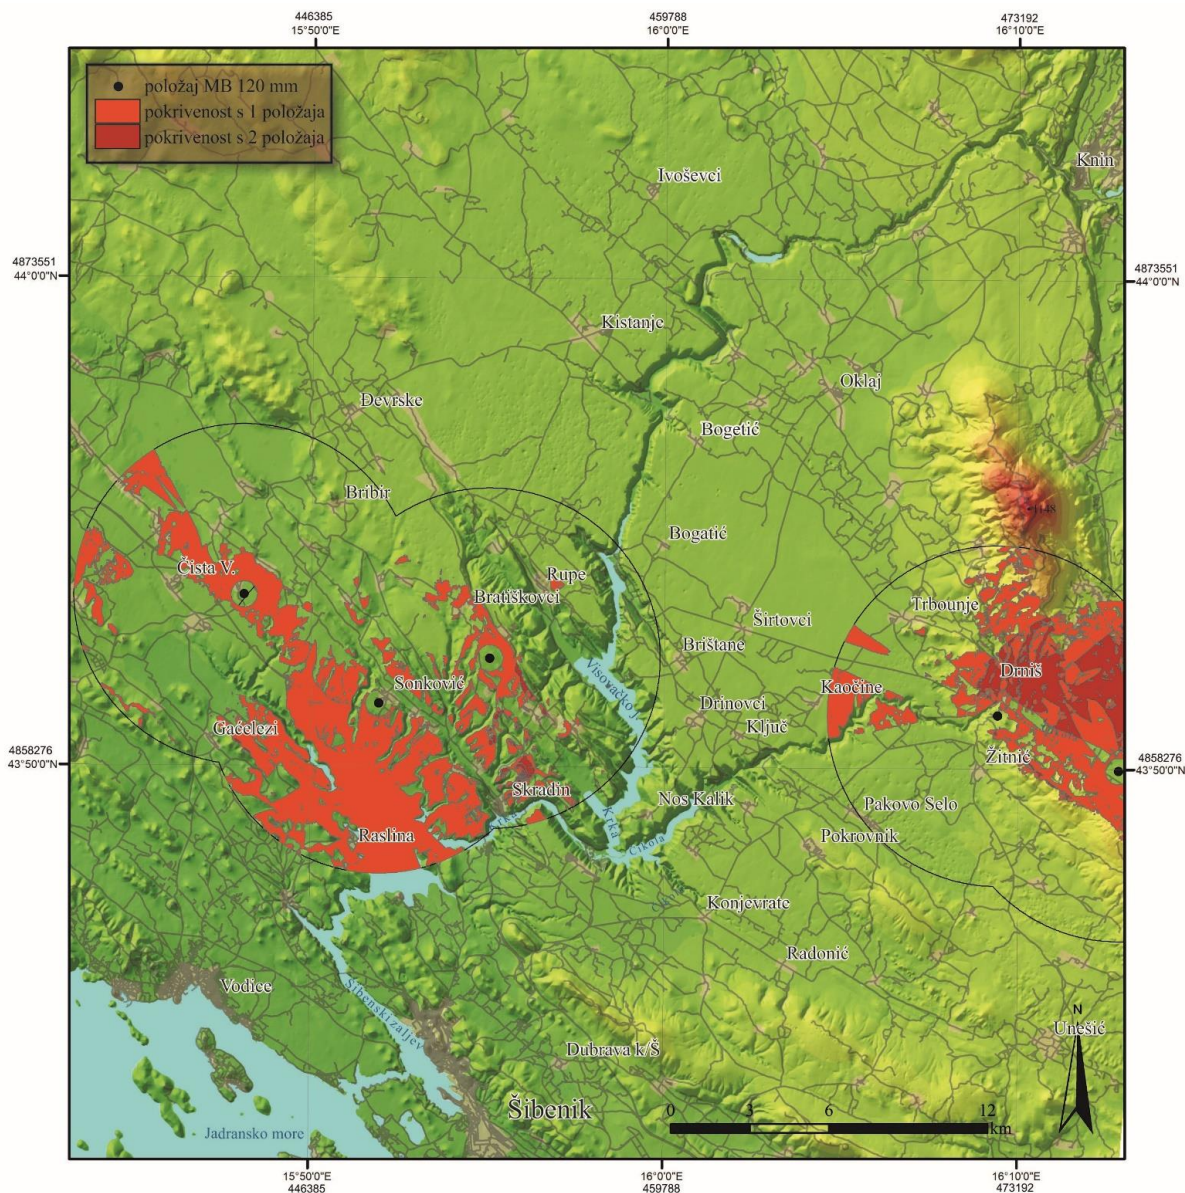 446385
15°50'0"E
459788
16°0'0"E
473192
16°10'0"E
položaj MB 120 mm
pokrivenost s 1 položaja
pokrivenost s 2 položaja
Knin
Ivoševci
4873551
44°0'0"N
4873551
44°0'0"N
Kistanje
Oklaj
Đevrske
Bogetić
Bribir
1148
Bogatić
Čista V.
Rupe
Bratiškovci
Trbounje
Širtovci
Brištane
Drniš
Sonković
Visovačko j.
Kaočine
Drinovci
Gaćelezi
Ključ
4858276
43°50'0"N
Žitnić
4858276
43°50'0"N
Skradin
Nos Kalik
Pakovo Selo
Krka
Krka
Raslina
Čikola
Pokrovnik
Konjevrate
Radonić
Vodice
Šibenski zaljev
N
Unešić
Dubrava k/Š
Šibenik
0
3
6
12
km
Jadransko more
15°50'0"E
446385
16°0'0"E
459788
16°10'0"E
473192